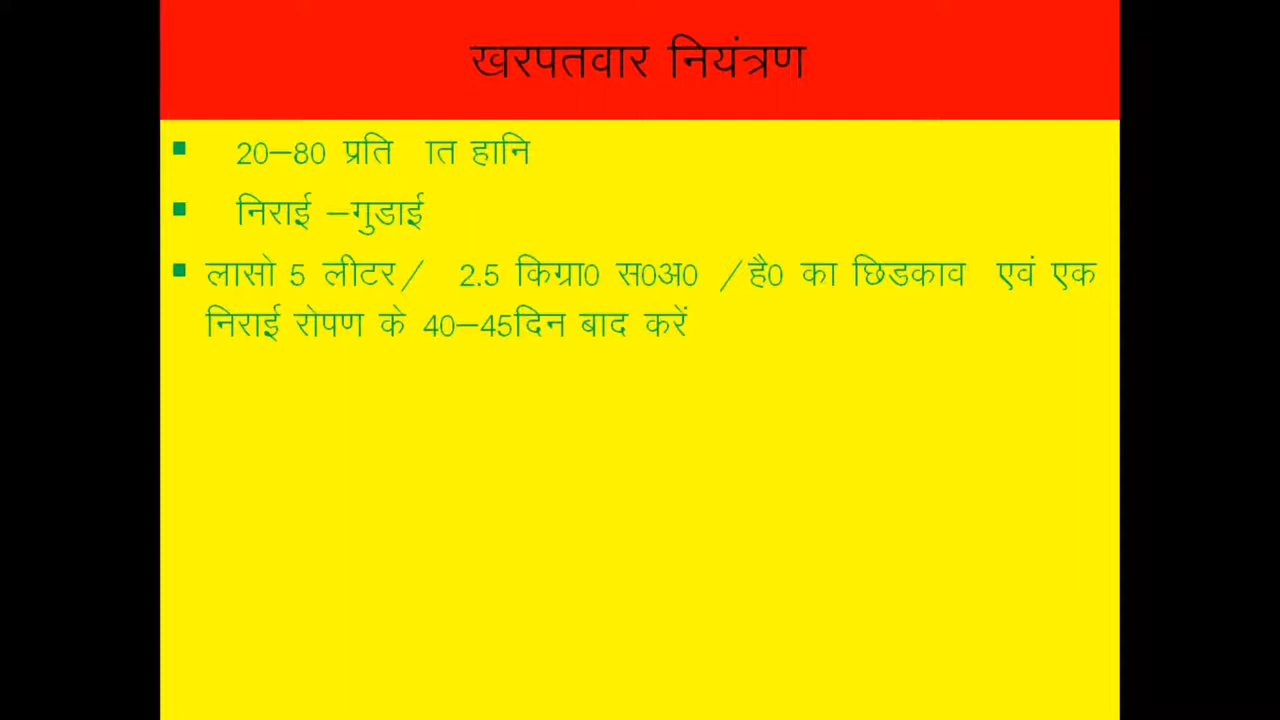 खरपतवार नियंत्रण
▪ 20–80 प्रति ात हानि
▪ निराई –गुडाई
▪ लासो 5 लीटर/ 2.5 किग्रा0 स0अ0 /है0 का छिडकाव एवं एक
निराई रोपण के 40–45दिन बाद करें